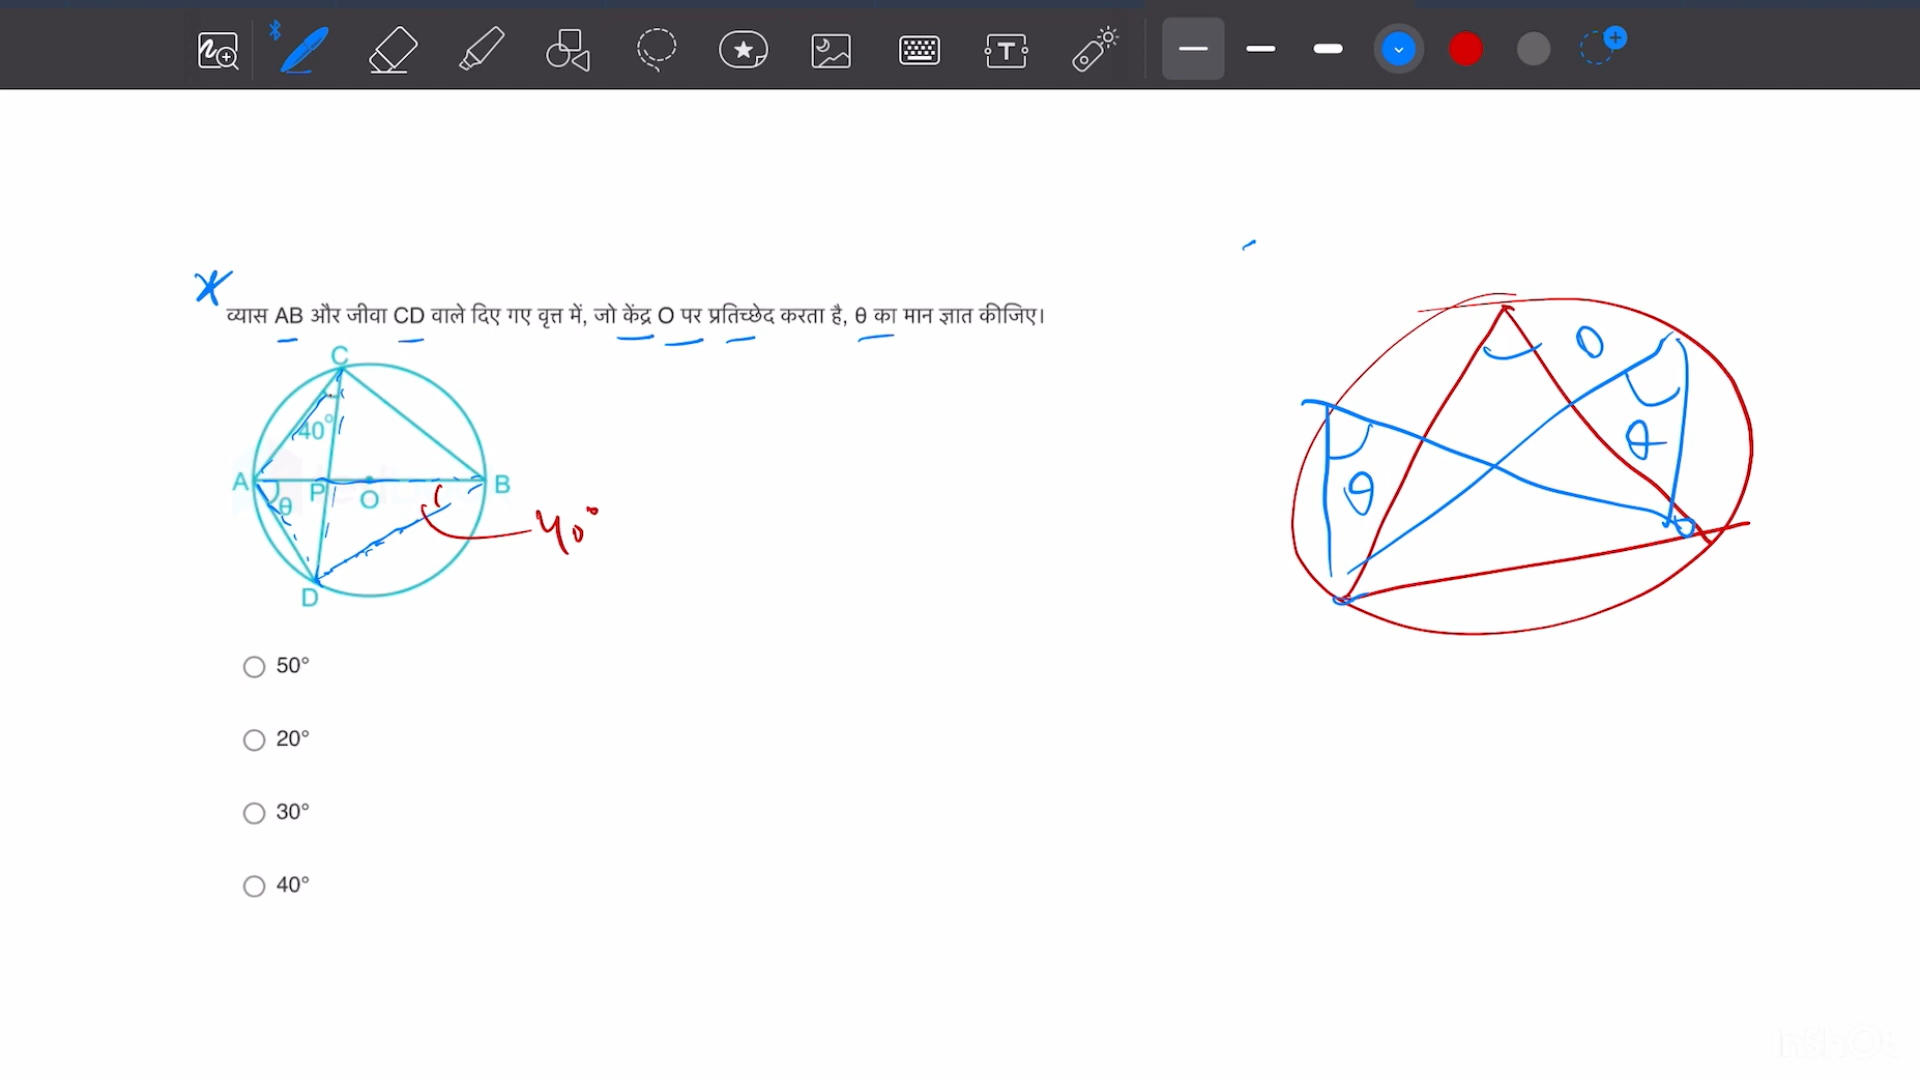 व्यास AB और जीवा CD वाले दिए गए वृत्त में, जो केंद्र O पर प्रतिच्छेद करता है, θ का मान ज्ञात कीजिए।
C
40°
A
P
O
B
θ
D
40°
θ
θ
θ
50°
20°
30°
40°